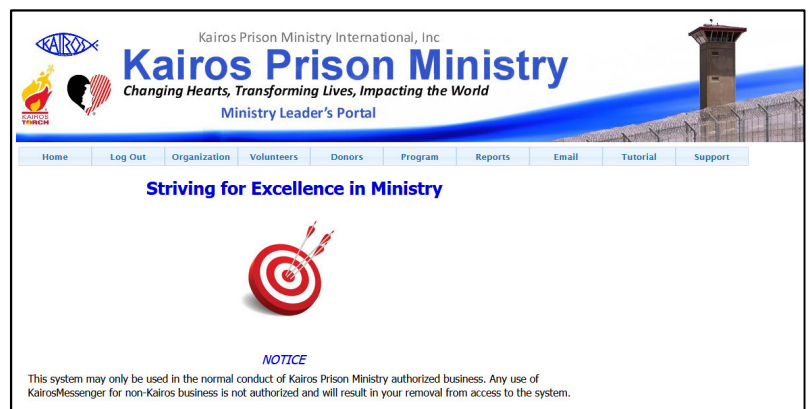 KAIROS
KAIROS
TORCH
Kairos Prison Ministry International, Inc
Kairos Prison Ministry
Changing Hearts, Transforming Lives, Impacting the World
Ministry Leader's Portal
Home Log Out Organization Volunteers Donors Program Reports Email Tutorial Support
Striving for Excellence in Ministry
NOTICE
This system may only be used in the normal conduct of Kairos Prison Ministry authorized business. Any use of
KairosMessenger for non-Kairos business is not authorized and will result in your removal from access to the system.